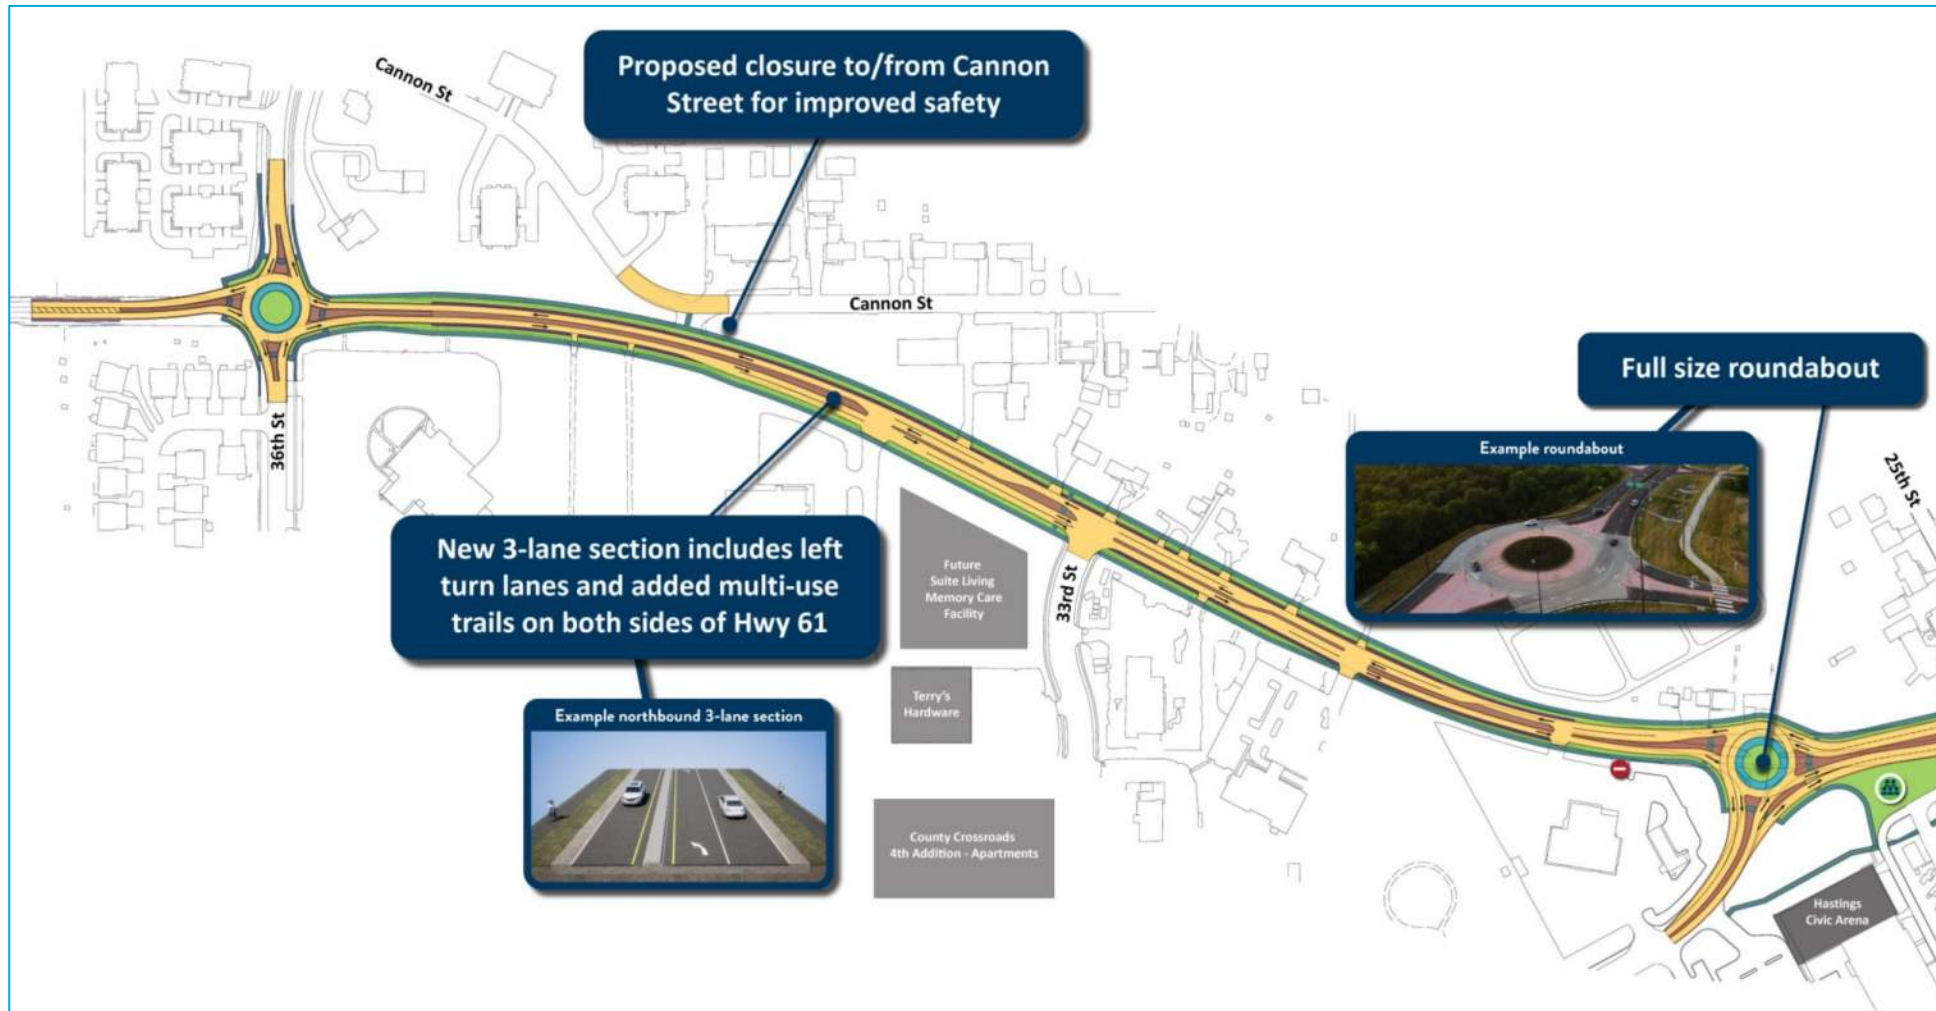 Cannon St
Proposed closure to/from Cannon
Street for improved safety
Cannon St
Full size roundabout
Example roundabout
25th St
36th St
New 3-lane section includes left
turn lanes and added multi-use
trails on both sides of Hwy 61
Future
Suite Living
Memory Care
Facility
33rd St
Terry's
Hardware
Example northbound 3-lane section
County Crossroads
4th Addition - Apartments
Hastings
Civic Arena